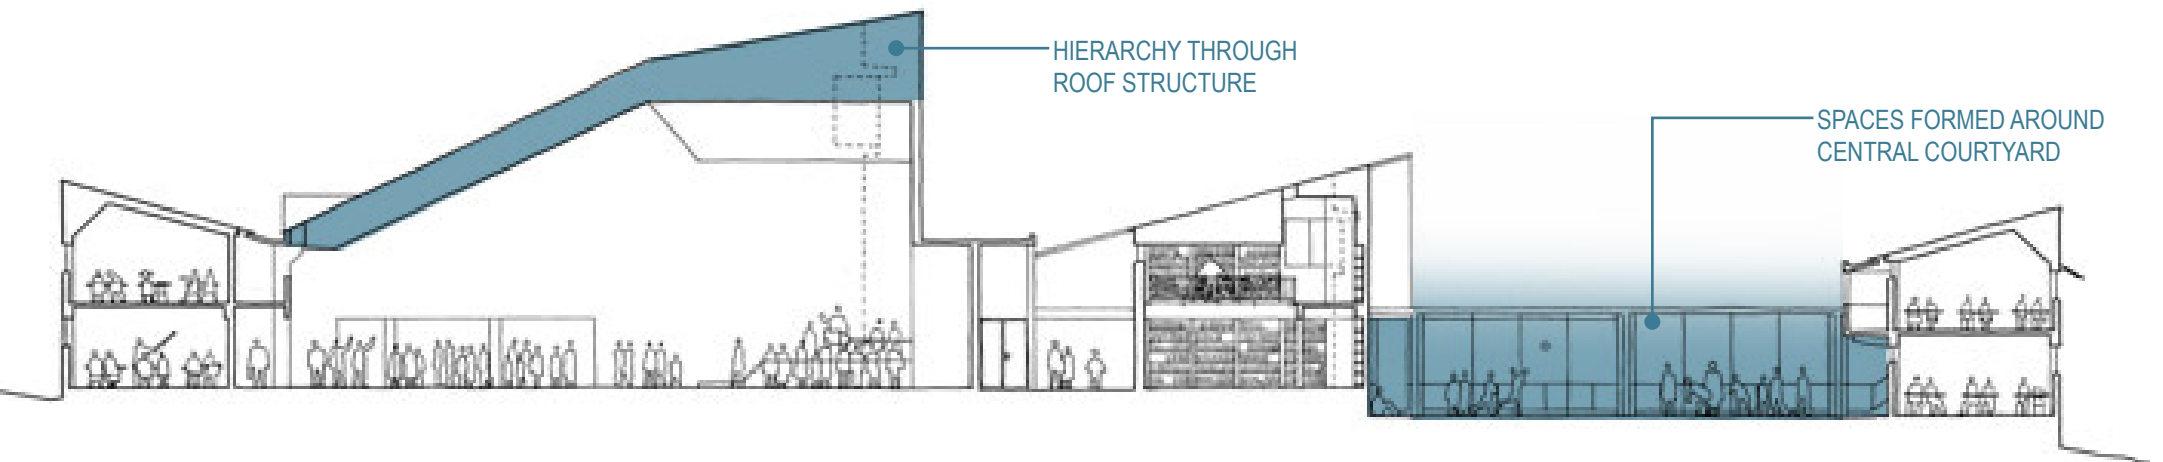 HIERARCHY THROUGH
ROOF STRUCTURE
SPACES FORMED AROUND
CENTRAL COURTYARD